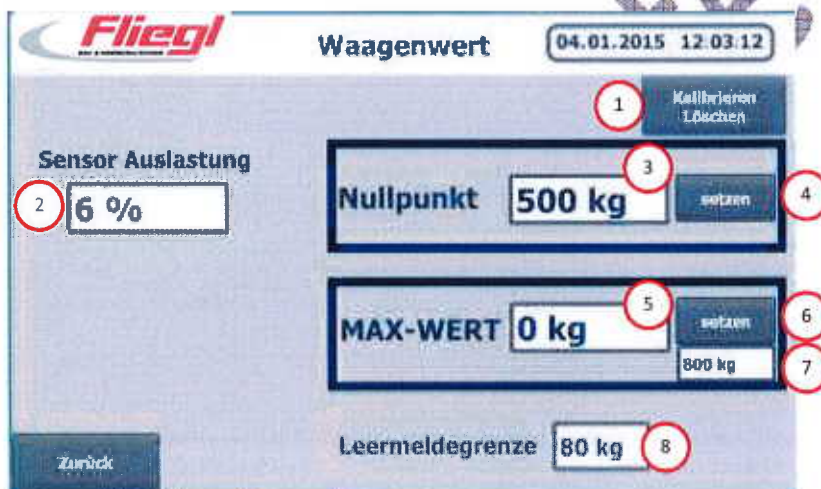 Fliegl
Waagenwert
04.01.2015 12:03:12
1
Kalibrieren
Löschen
Sensor Auslastung
2
6 %
3
Nullpunkt
500 kg
setzen
4
5
MAX-WERT
0 kg
setzen
6
800 kg
7
Zurück
Leermeldegrenze
80 kg
8